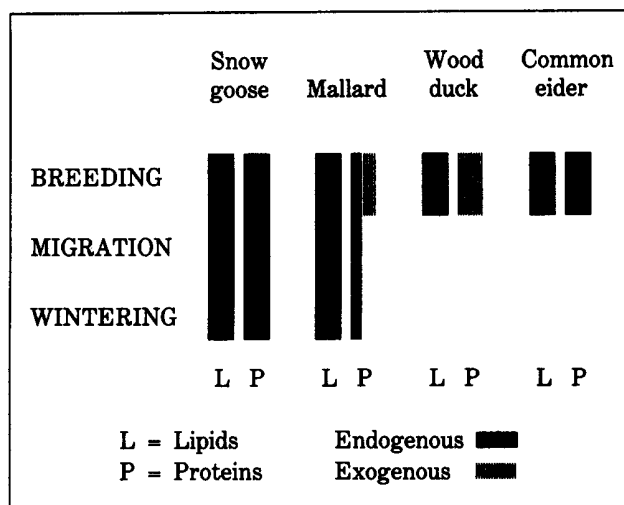 Snow goose
Mallard
Wood duck
Common eider
BREEDING
MIGRATION
WINTERING
L P L P L P L P
L = Lipids Endogenous
P = Proteins Exogenous